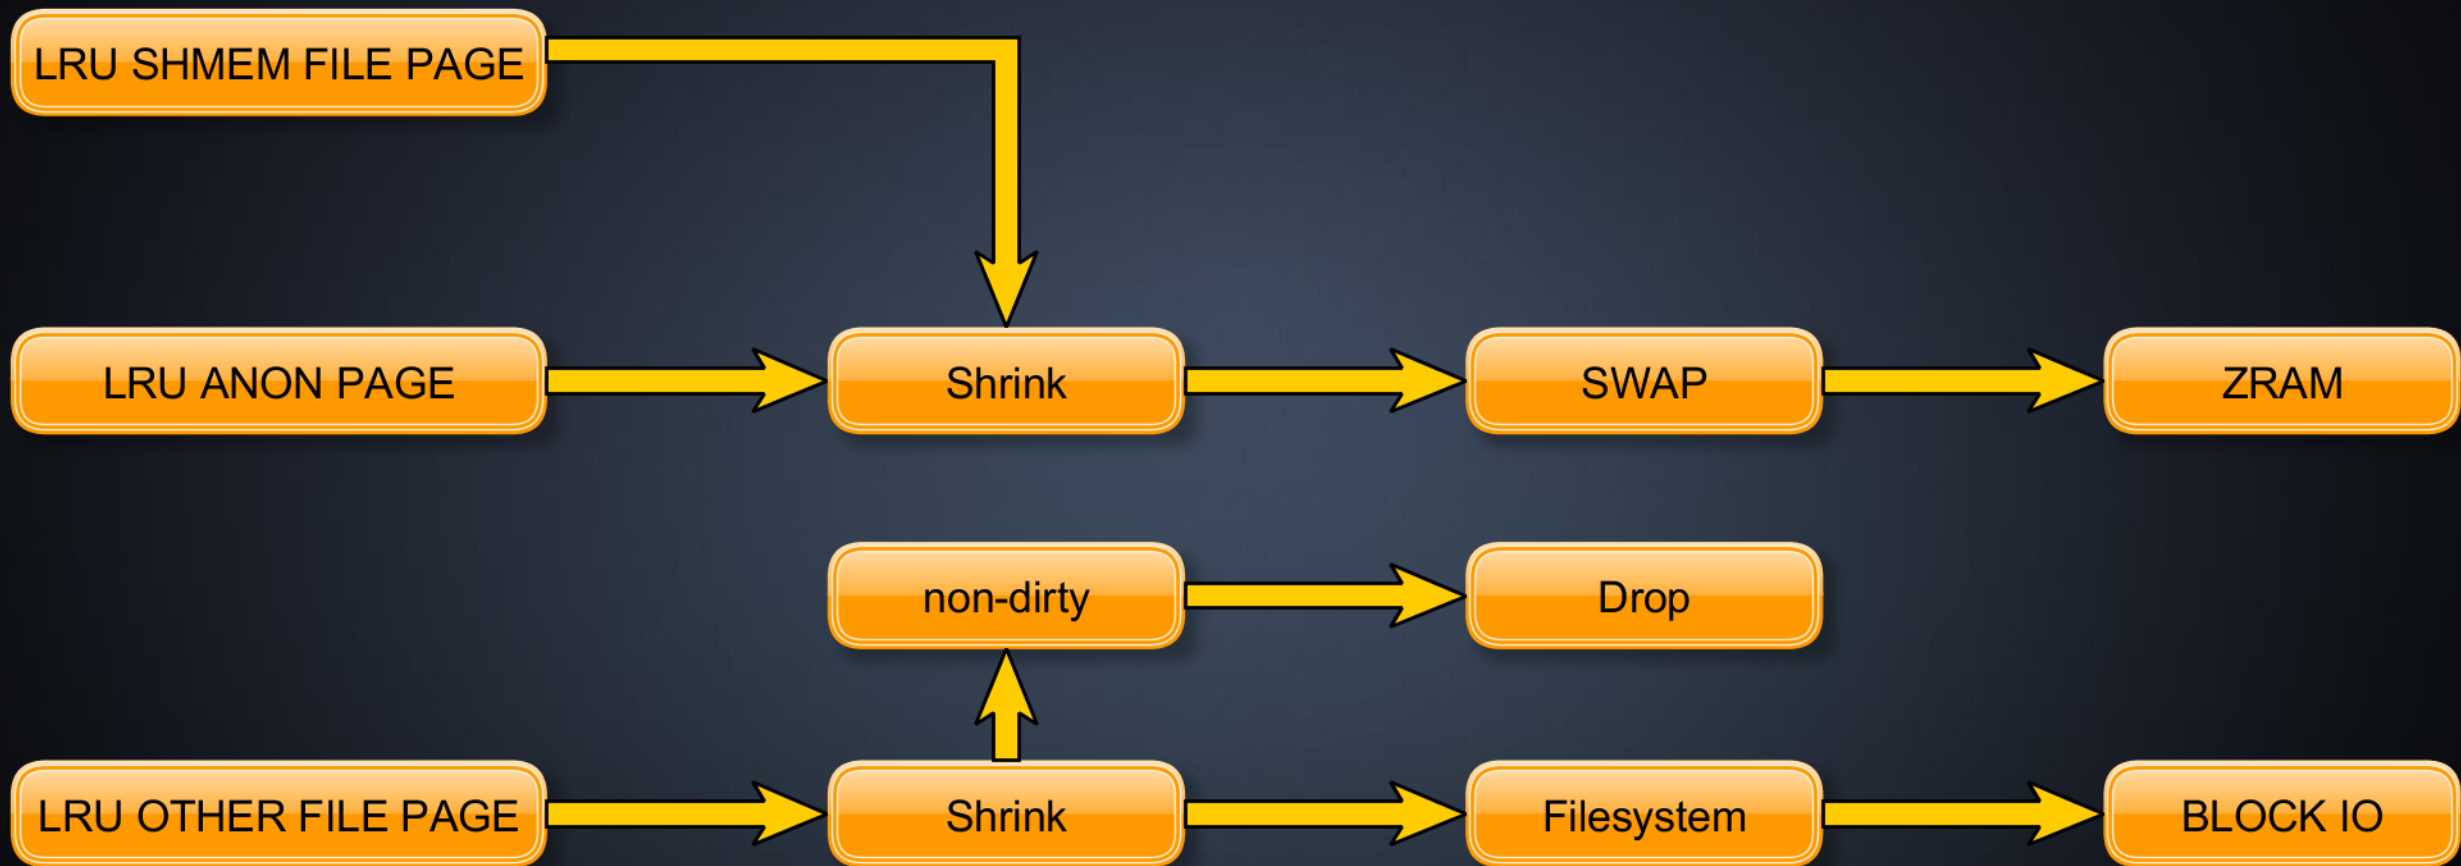 LRU SHMEM FILE PAGE
LRU ANON PAGE
Shrink
SWAP
ZRAM
non-dirty
Drop
LRU OTHER FILE PAGE
Shrink
Filesystem
BLOCK IO